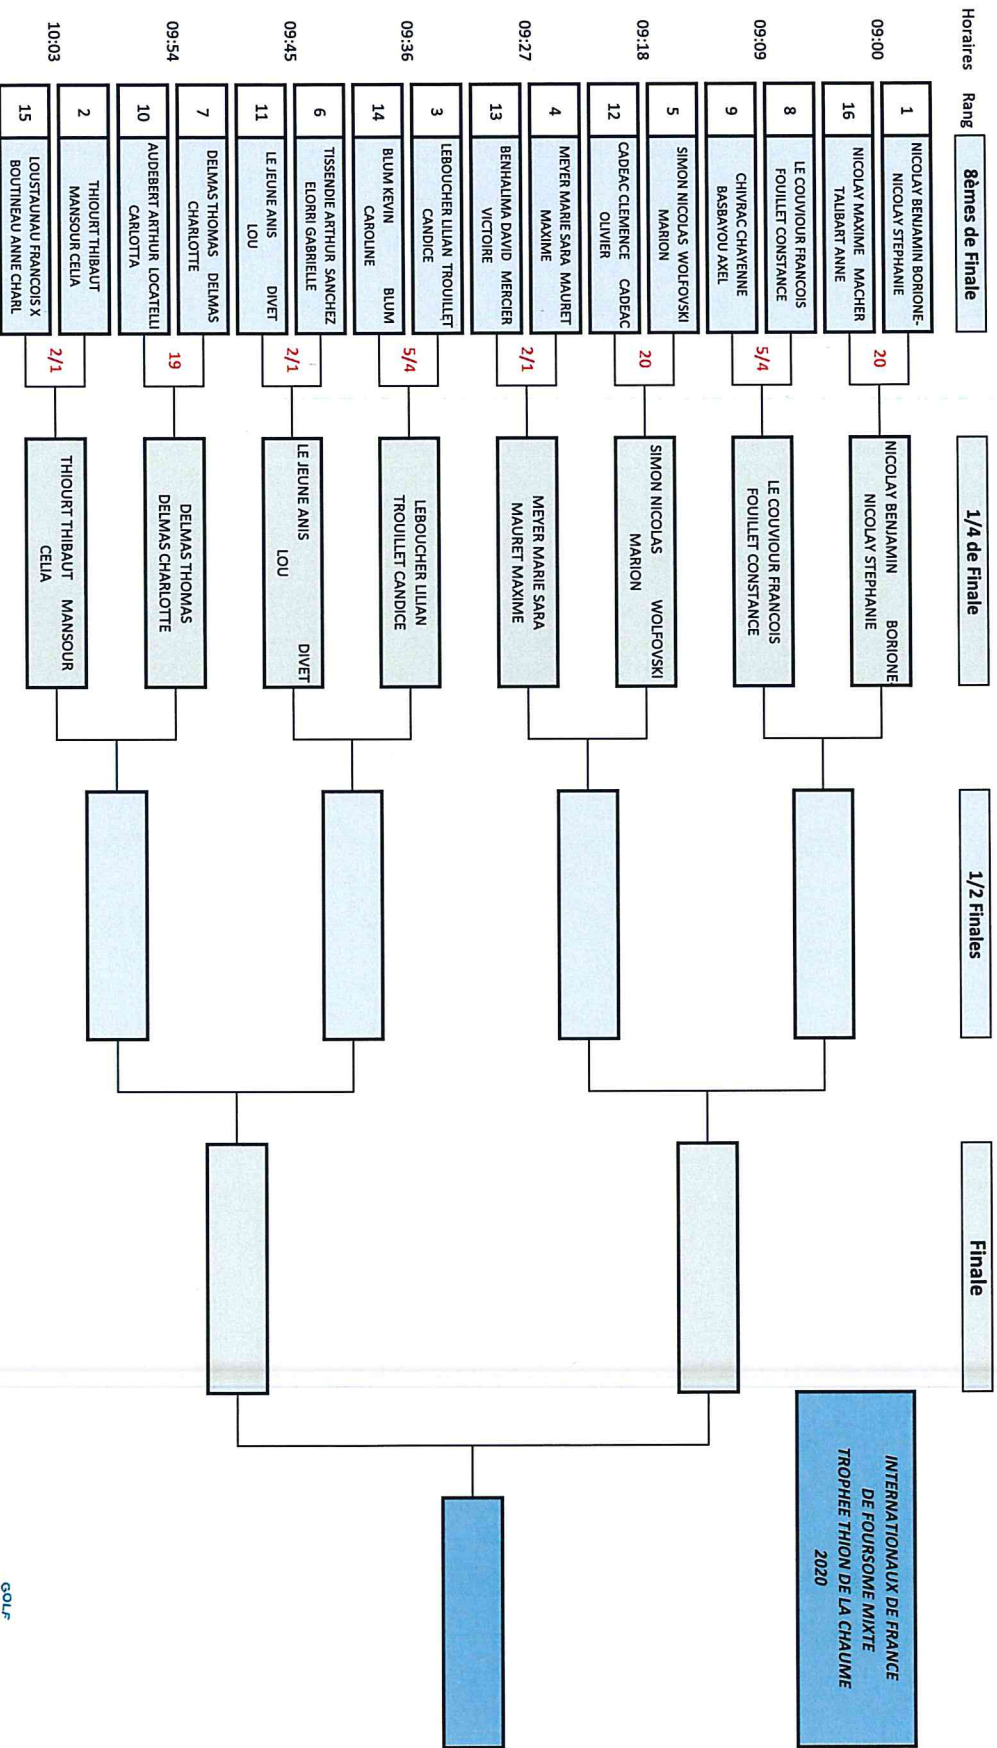 Horaires Rang 8èmes de Finale 1/4 de Finale 1/2 Finales Finale
INTERNATIONAUX DE FRANCE
DE FOURSOME MIXTE
TROPHEE THION DE LA CHAUME
2020
09:00
1
NICOLAY BENJAMIN BORIONE-
NICOLAY STEPHANIE
16
NICOLAY MAXIME MACHER
TALIBART ANNE
20
NICOLAY BENJAMIN BORIONE-
NICOLAY STEPHANIE
09:09
8
LE COUVIOUR FRANCOIS
FOUILLET CONSTANCE
9
CHIVRAC CHAYENNE
BASBAYOU AXEL
5/4
LE COUVIOUR FRANCOIS
FOUILLET CONSTANCE
09:18
5
SIMON NICOLAS WOLFOVSKI
MARION
12
CADEAC CLEMENCE CADEAC
OLIVIER
20
SIMON NICOLAS WOLFOVSKI
MARION
09:27
4
MEYER MARIE SARA MAURET
MAXIME
13
BENHALIMA DAVID MERCIER
VICTOIRE
2/1
MEYER MARIE SARA
MAURET MAXIME
09:36
3
LEBOUCHER LILIAN TROUILLET
CANDICE
14
BLUM KEVIN BLUM
CAROLINE
5/4
LEBOUCHER LILIAN
TROUILLET CANDICE
09:45
6
TISSENDIE ARTHUR SANCHEZ
ELORRI GABRIELLE
11
LE JEUNE ANIS DIVET
LOU
2/1
LE JEUNE ANIS DIVET
LOU
09:54
7
DELMAS THOMAS DELMAS
CHARLOTTE
10
AUDEBERT ARTHUR LOCATELLI
CARLOTTA
19
DELMAS THOMAS
DELMAS CHARLOTTE
10:03
2
THIOURT THIBAUT
MANSOUR CELIA
15
LOUSTAUNAU FRANCOIS X
BOUTINEAU ANNE CHARL
2/1
THIOURT THIBAUT MANSOUR
CELIA
GOLF